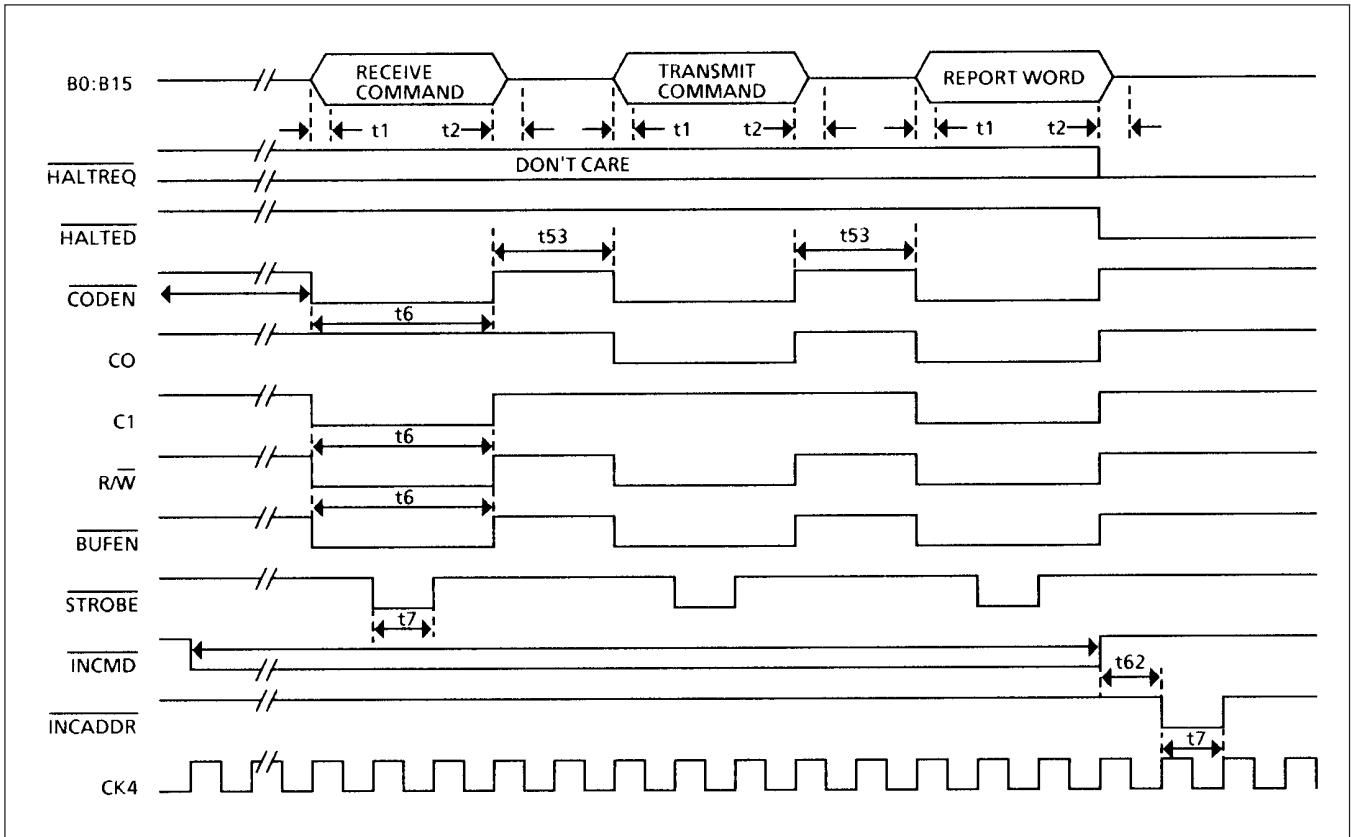 B0:B15
RECEIVE
COMMAND
TRANSMIT
COMMAND
REPORT WORD
t1
t2
t1
t2
t1
t2
HALTREQ
DON'T CARE
HALTED
t53
t53
CODEN
t6
CO
C1
t6
R/W
t6
BUFEN
STROBE
t7
INCMD
t62
INCADDR
t7
CK4